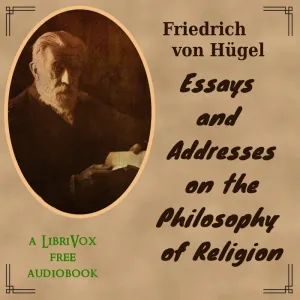 Friedrich
von Hügel
Essays
and
Addresses
on the
Philosophy
of Religion
a LibriVox
free
audiobook